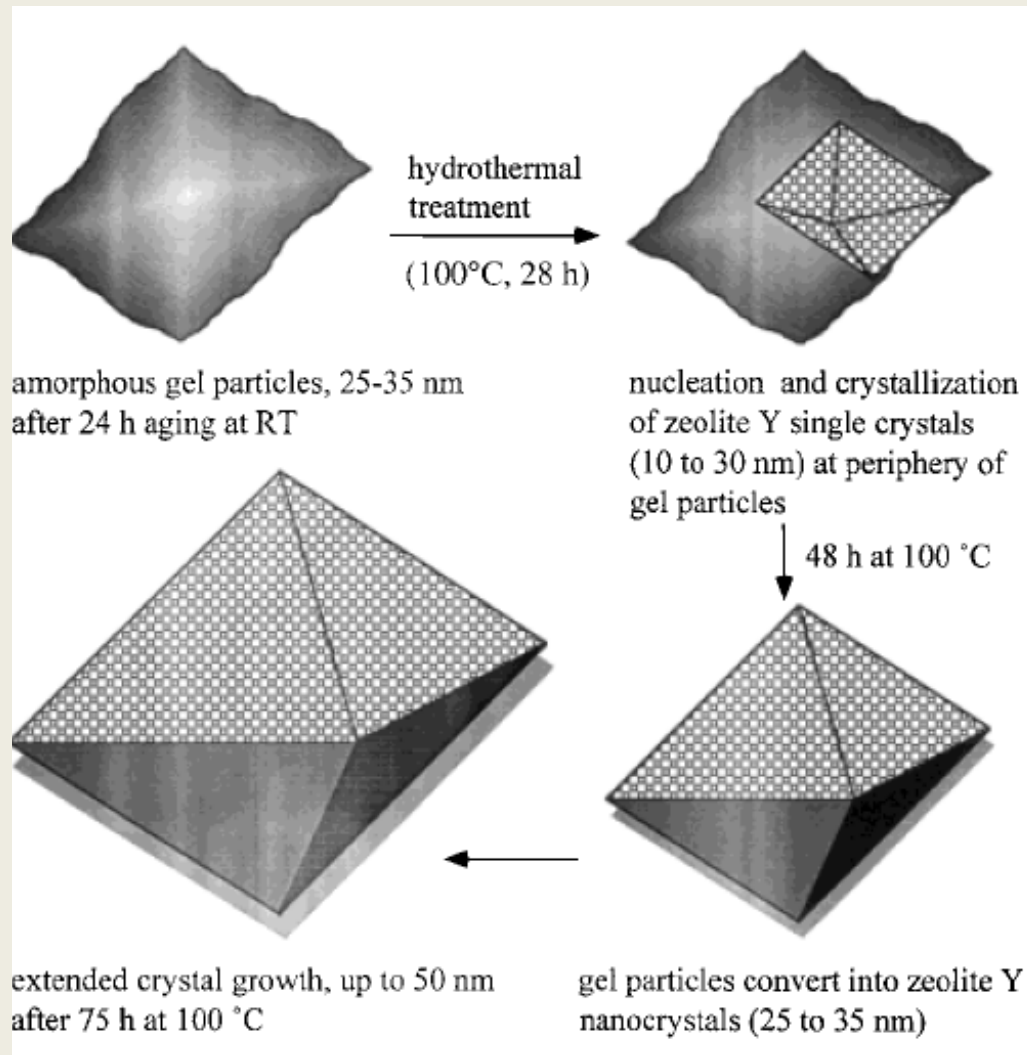 hydrothermal
treatment
(100°C, 28 h)
amorphous gel particles, 25-35 nm
after 24 h aging at RT
nucleation and crystallization
of zeolite Y single crystals
(10 to 30 nm) at periphery of
gel particles
48 h at 100 ˚C
gel particles convert into zeolite Y
nanocrystals (25 to 35 nm)
extended crystal growth, up to 50 nm
after 75 h at 100 ˚C